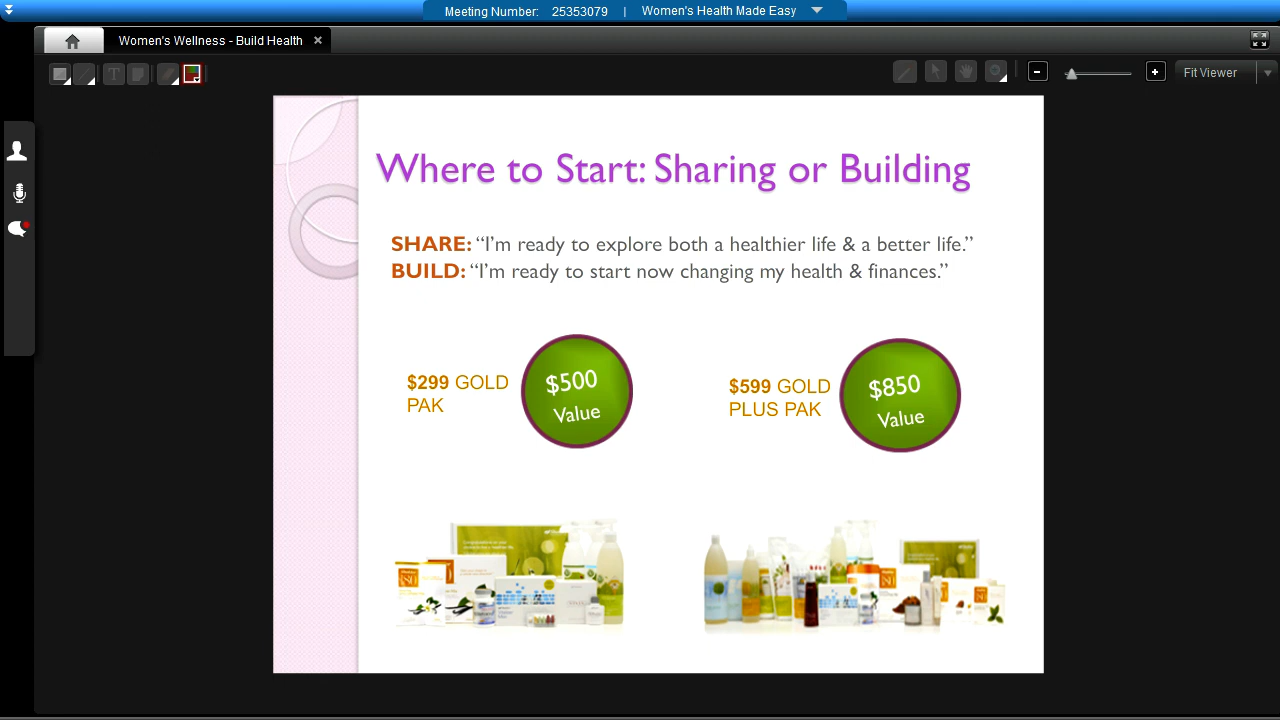 Meeting Number: 25353079 | Women's Health Made Easy
Women's Wellness - Build Health
T
Fit Viewer
Where to Start: Sharing or Building
SHARE: “I’m ready to explore both a healthier life & a better life.”
BUILD: “I’m ready to start now changing my health & finances.”
$299 GOLD
PAK
$500
Value
$599 GOLD
PLUS PAK
$850
Value